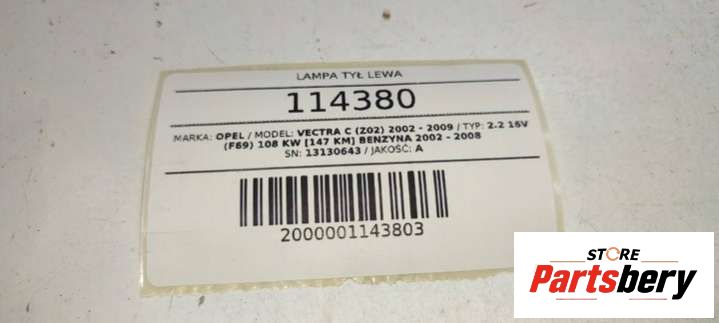 LAMPA TYŁ LEWA
114380
MARKA: OPEL / MODEL: VECTRA C (Z02) 2002 - 2009 / TYP: 2.2 16V
(F69) 108 KW [147 KM] BENZYNA 2002 - 2008
SN: 13130643 / JAKOŚĆ: A
2000001143803
STORE
Partsbery